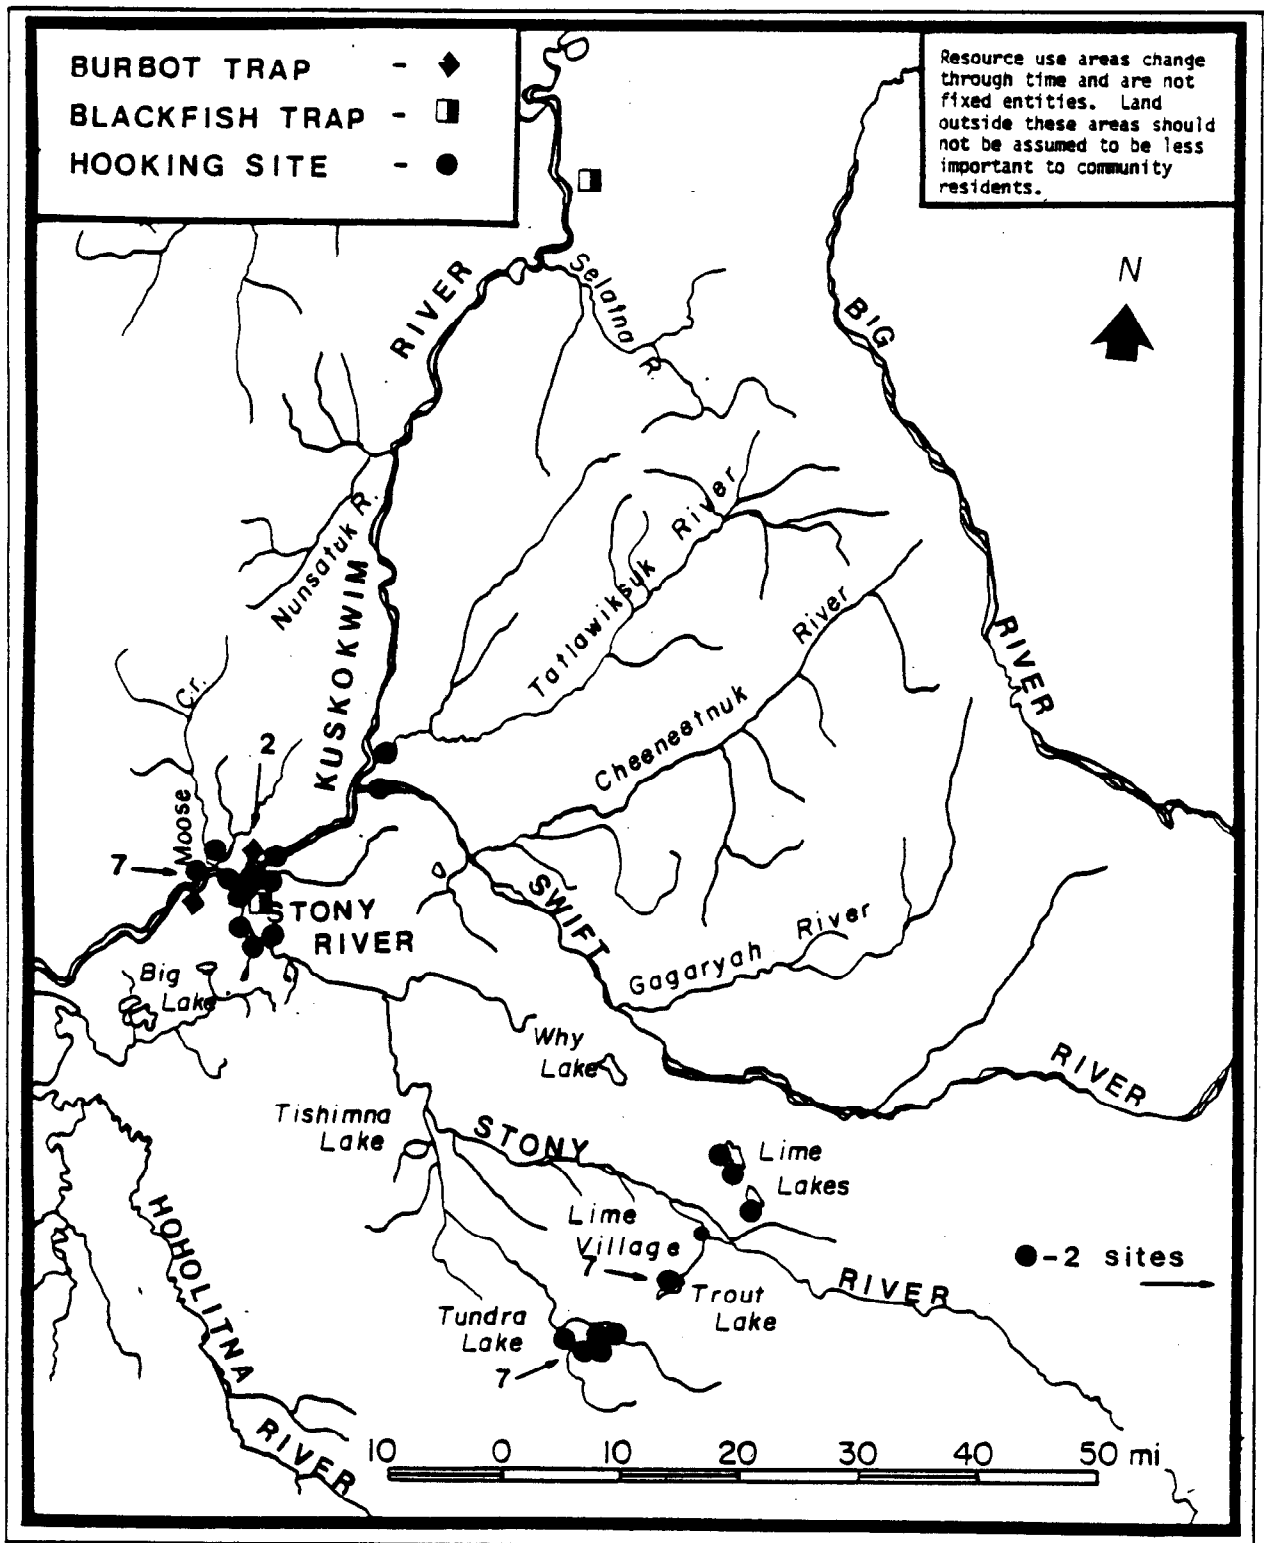 BURBOT TRAP -
BLACKFISH TRAP -
HOOKING SITE -
Resource use areas change
through time and are not
fixed entities. Land
outside these areas should
not be assumed to be less
important to community
residents.
N
RIVER
Selatna R.
BIG
River
Nunsatuk R.
KUSKOKWIM
Tatlawiksuk
River
RIVER
Cr.
Cheeneetnuk
2
Moose
7
SWIFT
STONY
RIVER
River
Gagaryah
Big
Lake
Why
Lake
RIVER
Tishimna
Lake
STONY
Lime
Lakes
HOHOLITNA
Lime
Village
7
- 2 sites
RIVER
Trout
Lake
Tundra
Lake
7
RIVER
10 0 10 20 30 40 50 mi